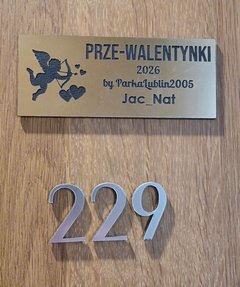 PRZE-WALENTYNKI
2026
by ParkaLublin2005
Jac_Nat
229